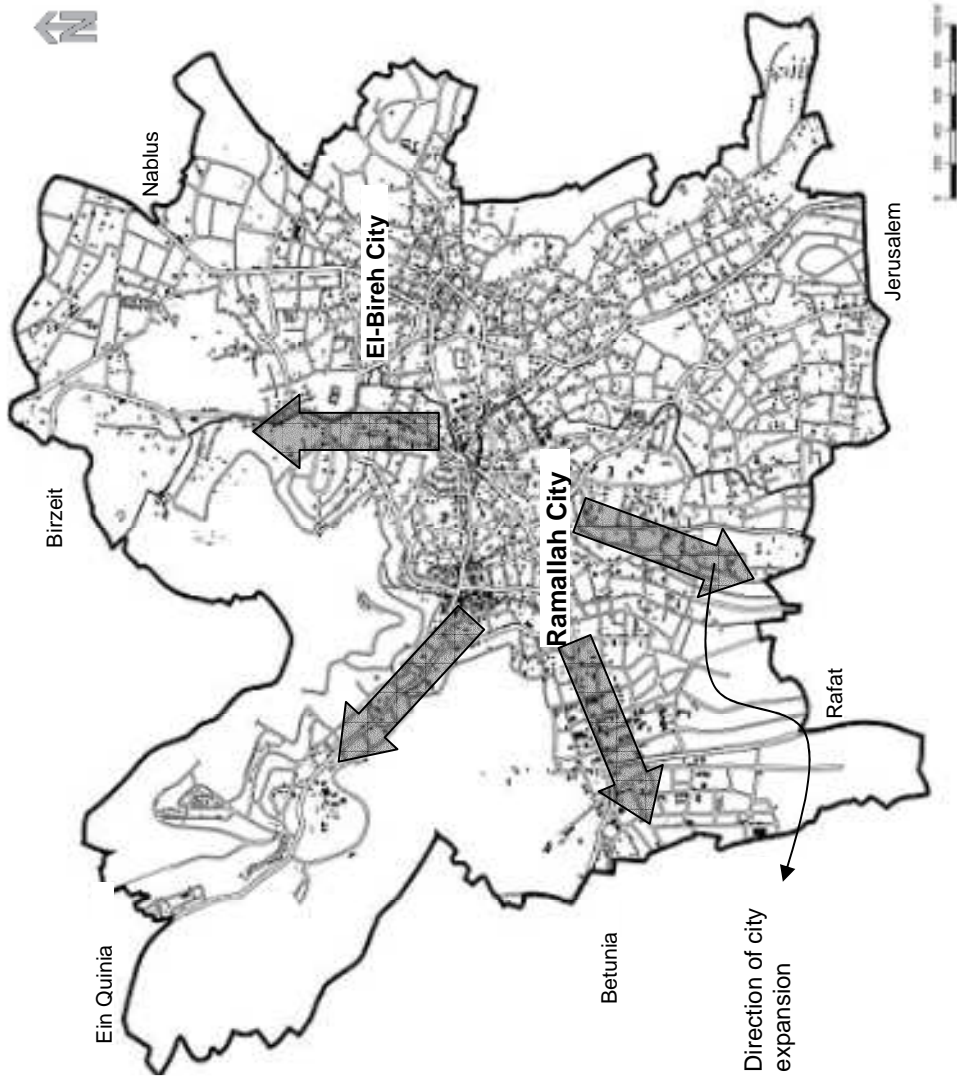 N
Birzeit
Ein Quinia
Nablus
El-Bireh City
Ramallah City
Betunia
Direction of city
expansion
Rafat
Jerusalem